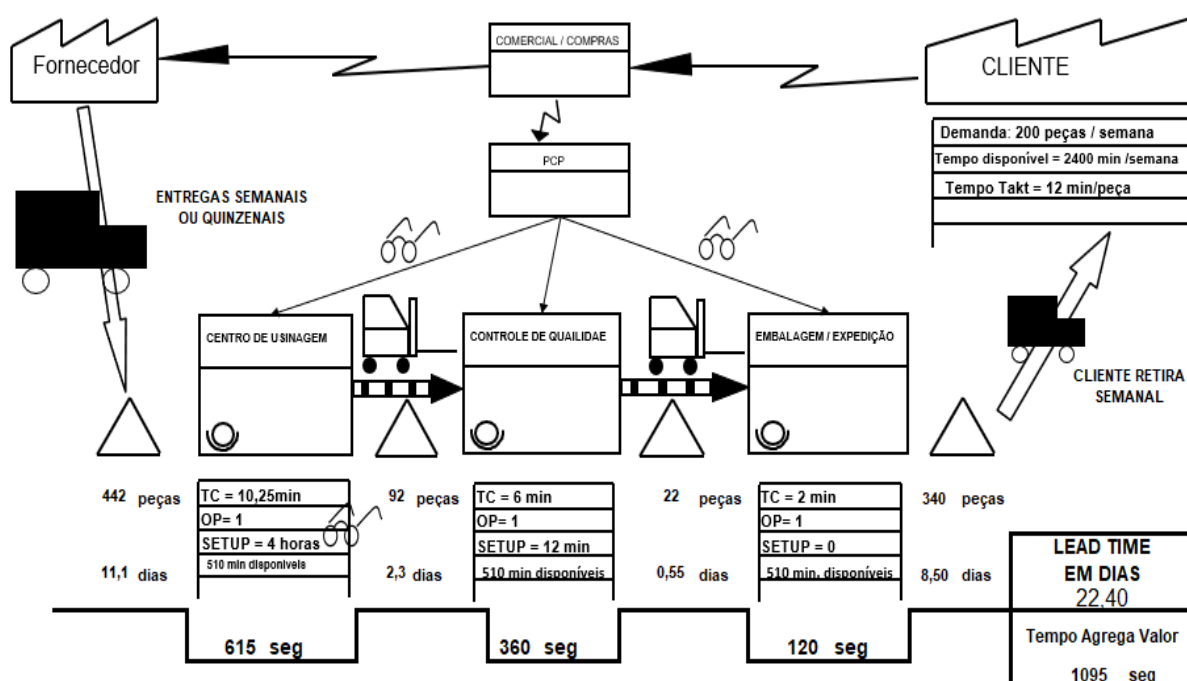 Fornecedor
COMERCIAL / COMPRAS
CLIENTE
Demanda: 200 peças / semana
Tempo disponível = 2400 min /semana
Tempo Takt = 12 min/peça
PCP
ENTREGAS SEMANAIS
OU QUINZENAIS
CENTRO DE USINAGEM
CONTROLE DE QUAILIDAE
EMBALAGEM / EXPEDIÇÃO
CLIENTE RETIRA
SEMANAL
442 peças
TC = 10,25min
OP= 1
SETUP = 4 horas
510 min disponiveis
11,1 dias
92 peças
TC = 6 min
OP= 1
SETUP = 12 min
510 min disponíveis
2,3 dias
22 peças
TC = 2 min
OP= 1
SETUP = 0
510 min. disponíveis
0,55 dias
340 peças
8,50 dias
615 seg
360 seg
120 seg
LEAD TIME
EM DIAS
22,40
Tempo Agrega Valor
1095 seg